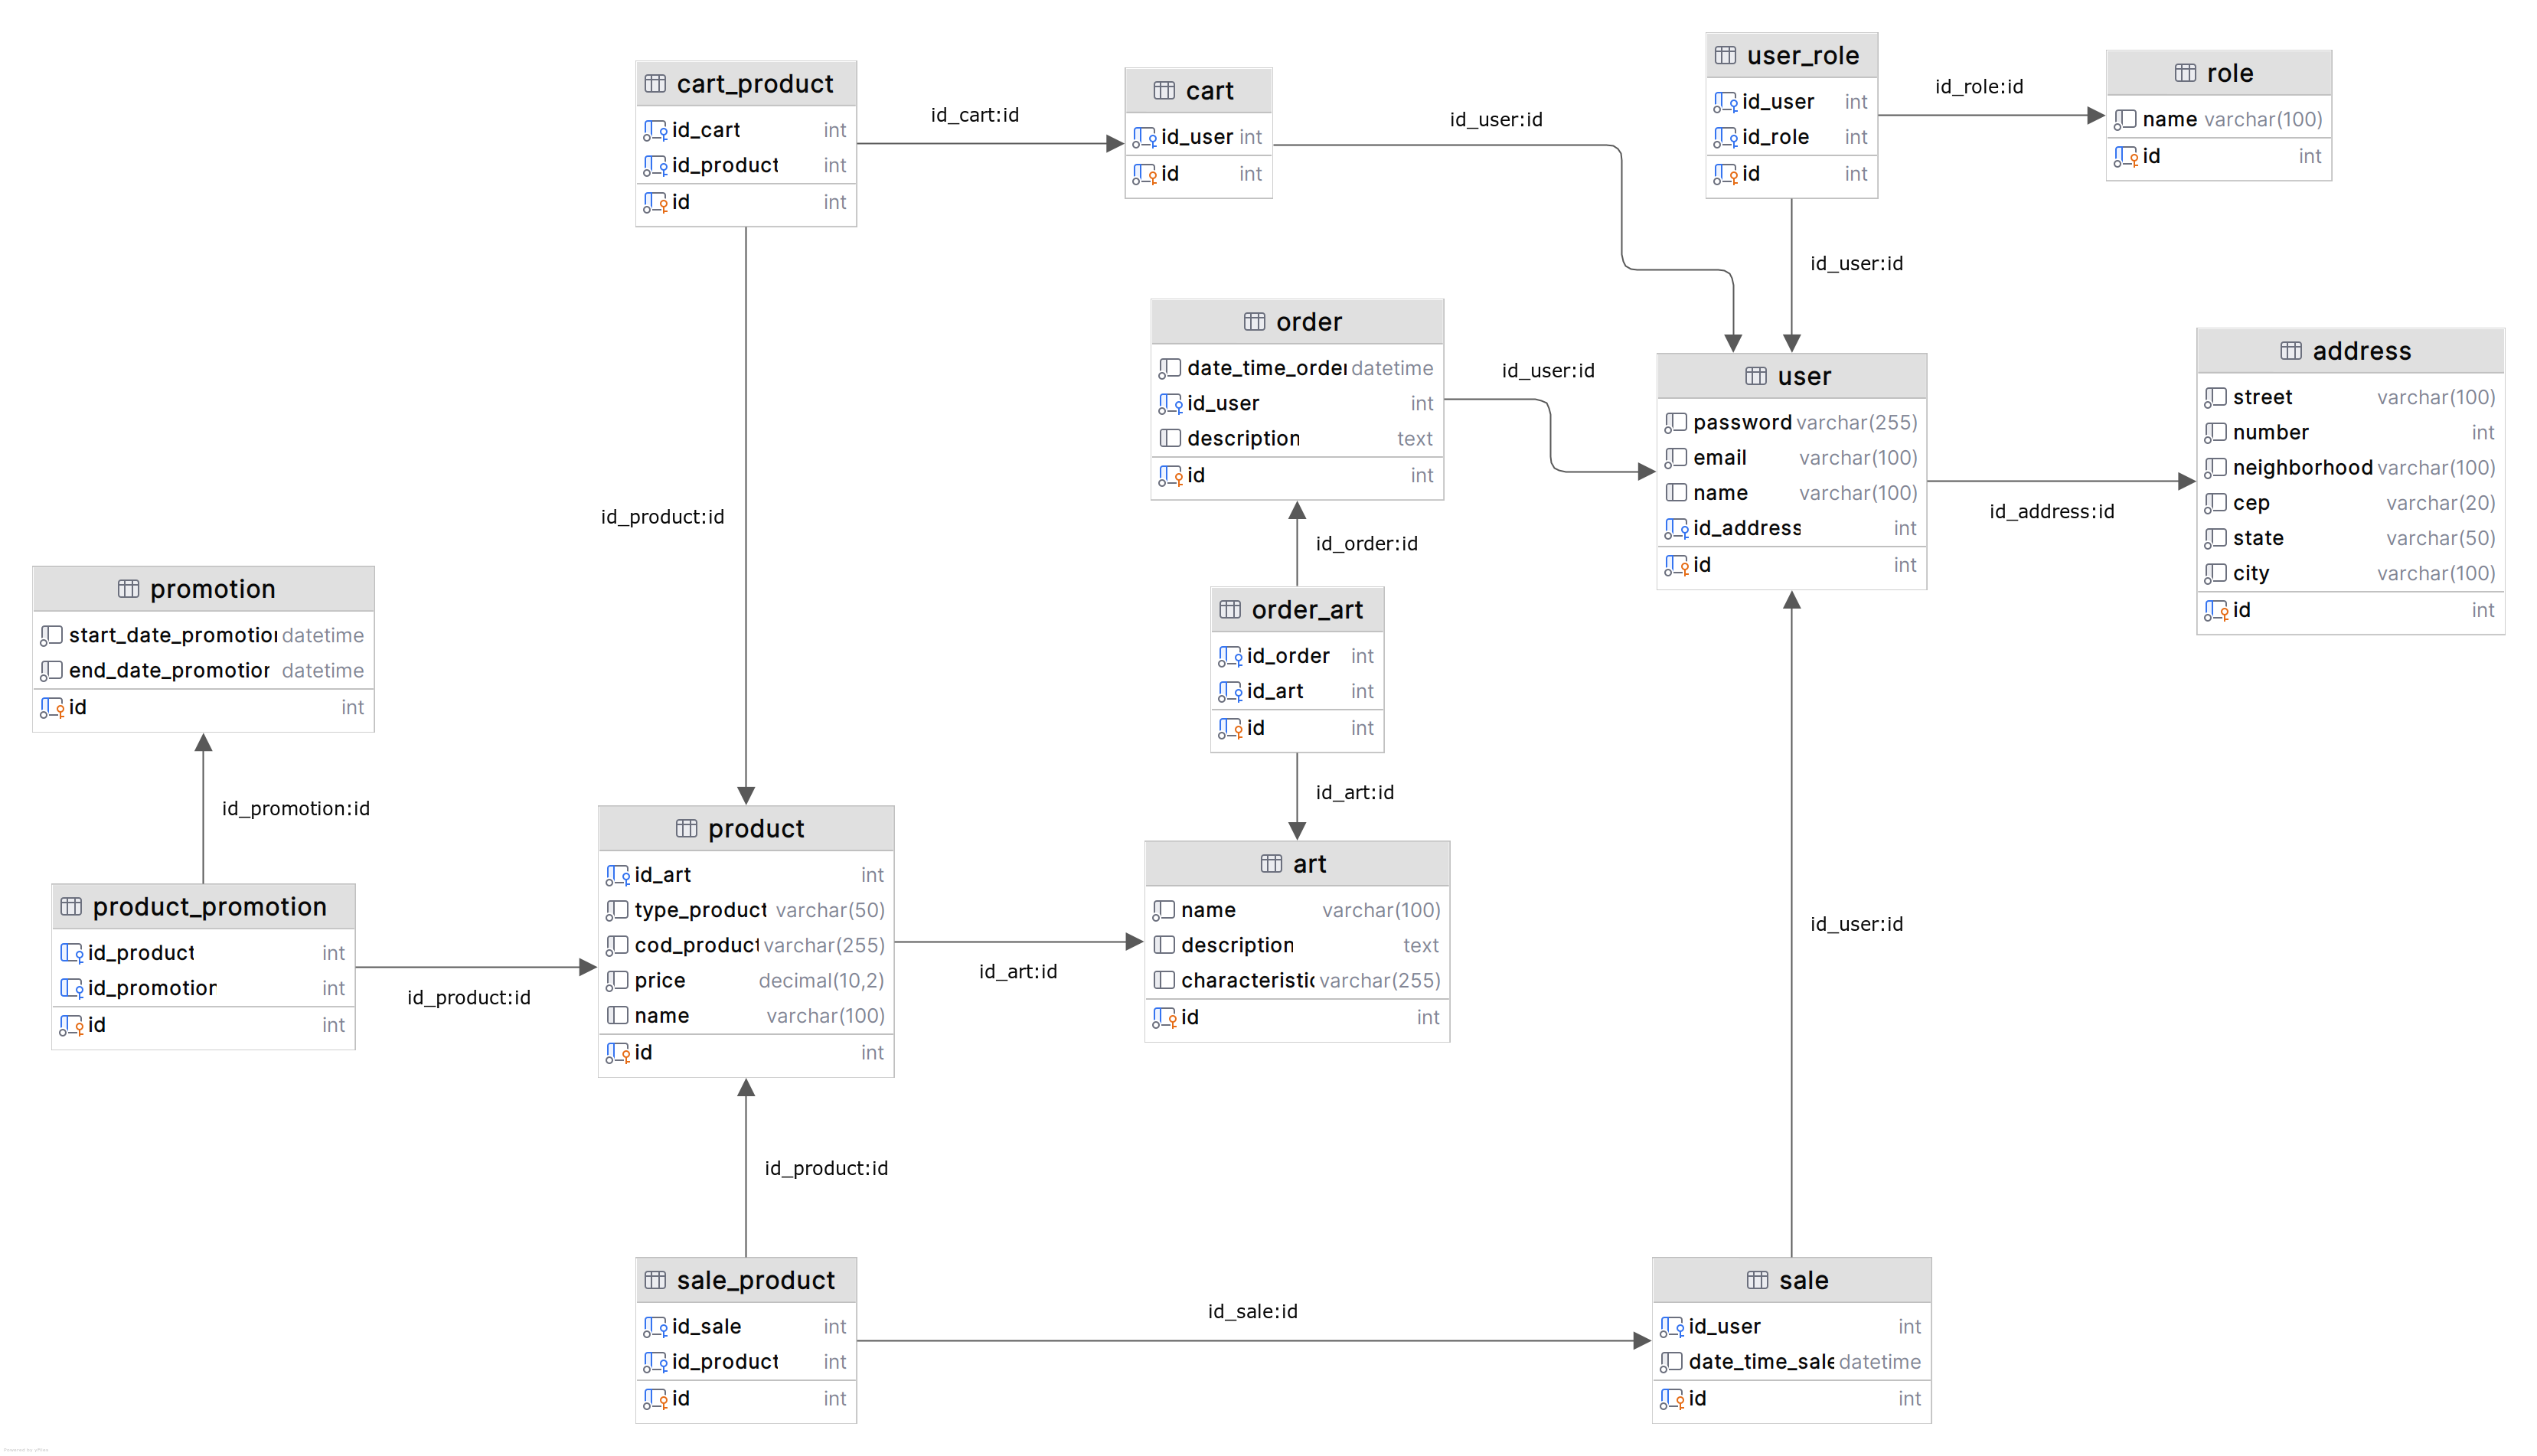 cart_product
id_cart int
id_product int
id int
id_cart:id
cart
id_user int
id int
id_user:id
user_role
id_user int
id_role int
id int
id_role:id
role
name varchar(100)
id int
id_user:id
order
date_time_order datetime
id_user int
description text
id int
id_user:id
user
password varchar(255)
email varchar(100)
name varchar(100)
id_address int
id int
id_address:id
address
street varchar(100)
number int
neighborhood varchar(100)
cep varchar(20)
state varchar(50)
city varchar(100)
id int
id_product:id
id_order:id
promotion
start_date_promotion datetime
end_date_promotion datetime
id int
order_art
id_order int
id_art int
id int
id_promotion:id
id_art:id
product_promotion
id_product int
id_promotion int
id int
id_product:id
product
id_art int
type_product varchar(50)
cod_product varchar(255)
price decimal(10,2)
name varchar(100)
id int
id_art:id
art
name varchar(100)
description text
characteristic varchar(255)
id int
id_user:id
id_product:id
sale_product
id_sale int
id_product int
id int
id_sale:id
sale
id_user int
date_time_sale datetime
id int
Powered by yFiles